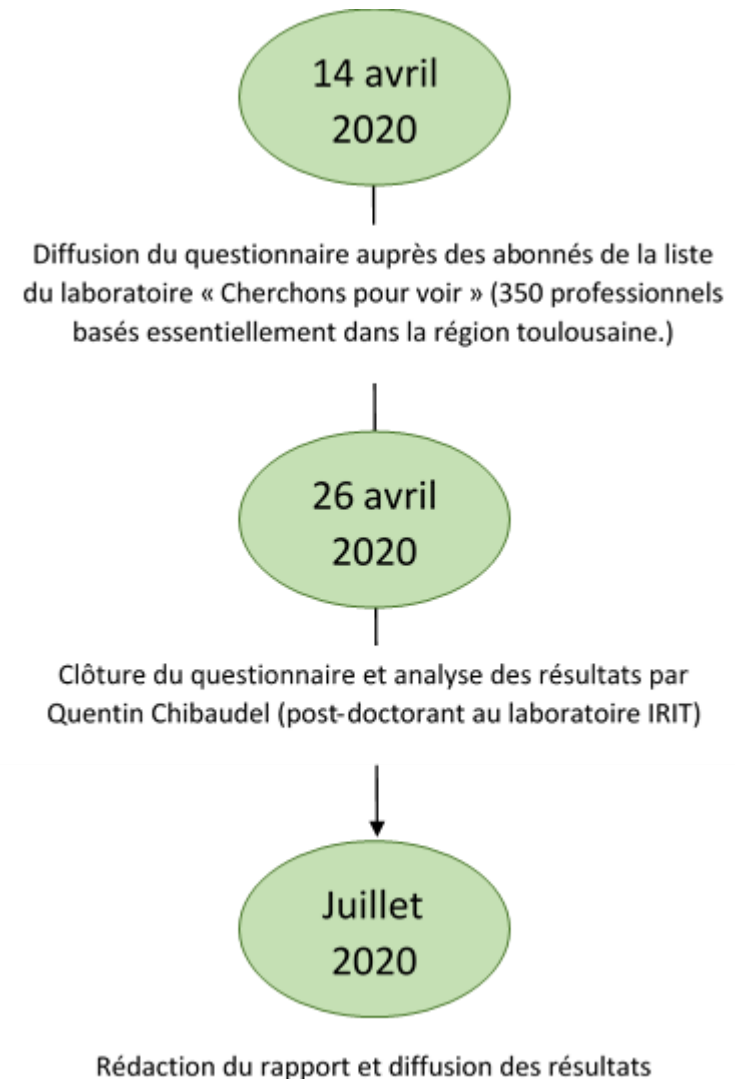 14 avril
2020
Diffusion du questionnaire auprès des abonnés de la liste
du laboratoire « Cherchons pour voir » (350 professionnels
basés essentiellement dans la région toulousaine.)
26 avril
2020
Clôture du questionnaire et analyse des résultats par
Quentin Chibaudel (post-doctorant au laboratoire IRIT)
Juillet
2020
Rédaction du rapport et diffusion des résultats